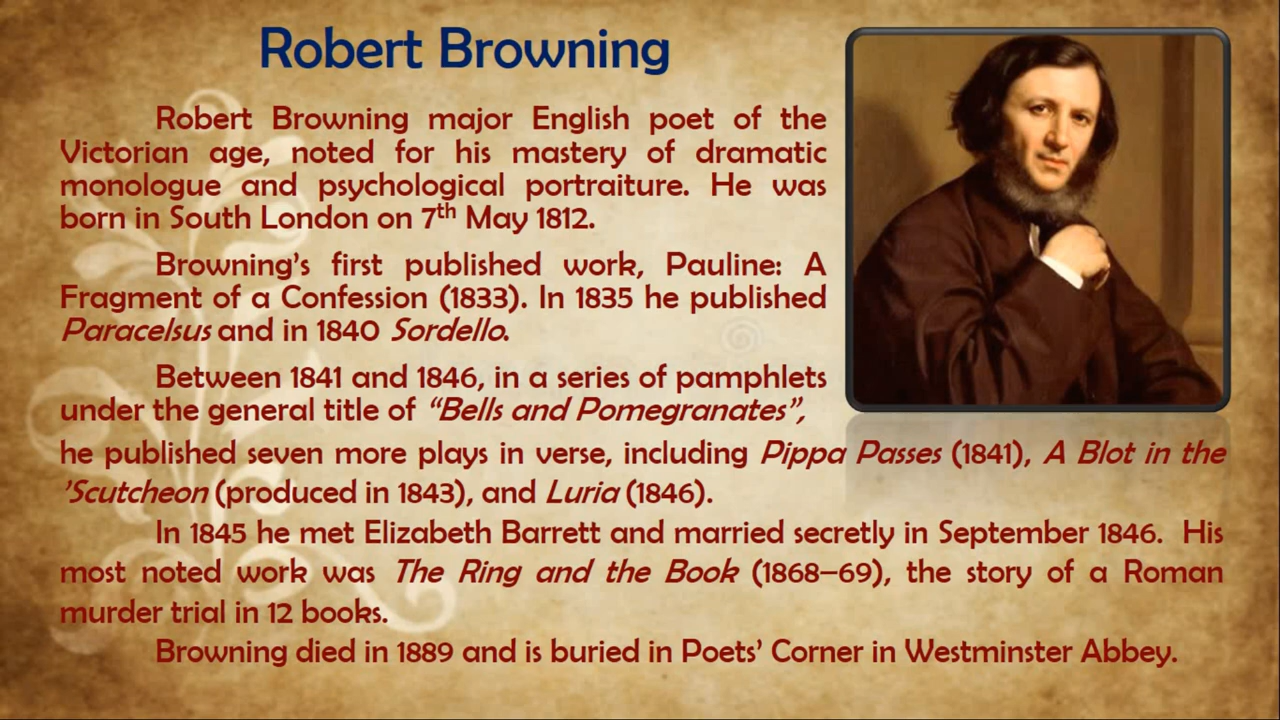 Robert Browning
Robert Browning major English poet of the
Victorian age, noted for his mastery of dramatic
monologue and psychological portraiture. He was
born in South London on 7th May 1812.
Browning’s first published work, Pauline: A
Fragment of a Confession (1833). In 1835 he published
Paracelsus and in 1840 Sordello.
Between 1841 and 1846, in a series of pamphlets
under the general title of “Bells and Pomegranates”,
he published seven more plays in verse, including Pippa Passes (1841), A Blot in the
’Scutcheon (produced in 1843), and Luria (1846).
In 1845 he met Elizabeth Barrett and married secretly in September 1846. His
most noted work was The Ring and the Book (1868–69), the story of a Roman
murder trial in 12 books.
Browning died in 1889 and is buried in Poets’ Corner in Westminster Abbey.